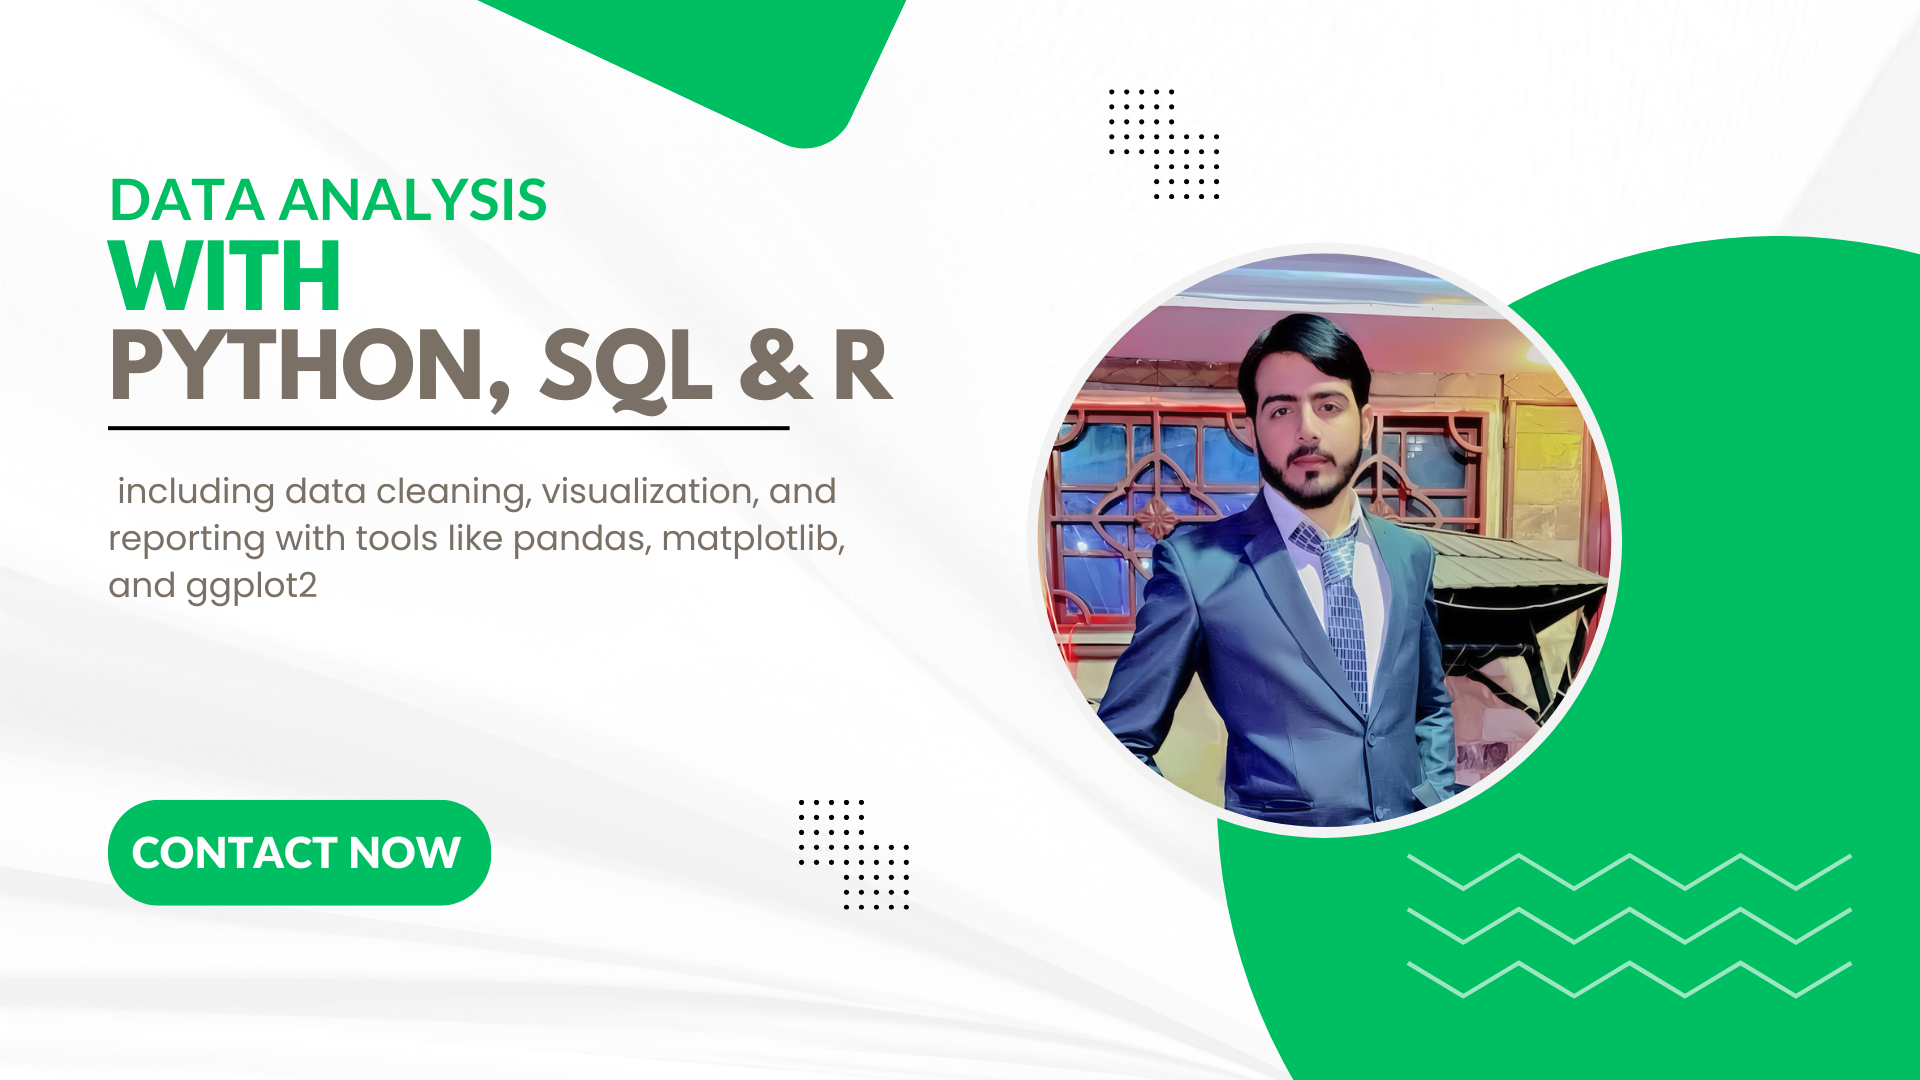 DATA ANALYSIS
WITH
PYTHON, SQL & R
including data cleaning, visualization, and
reporting with tools like pandas, matplotlib,
and ggplot2
CONTACT NOW